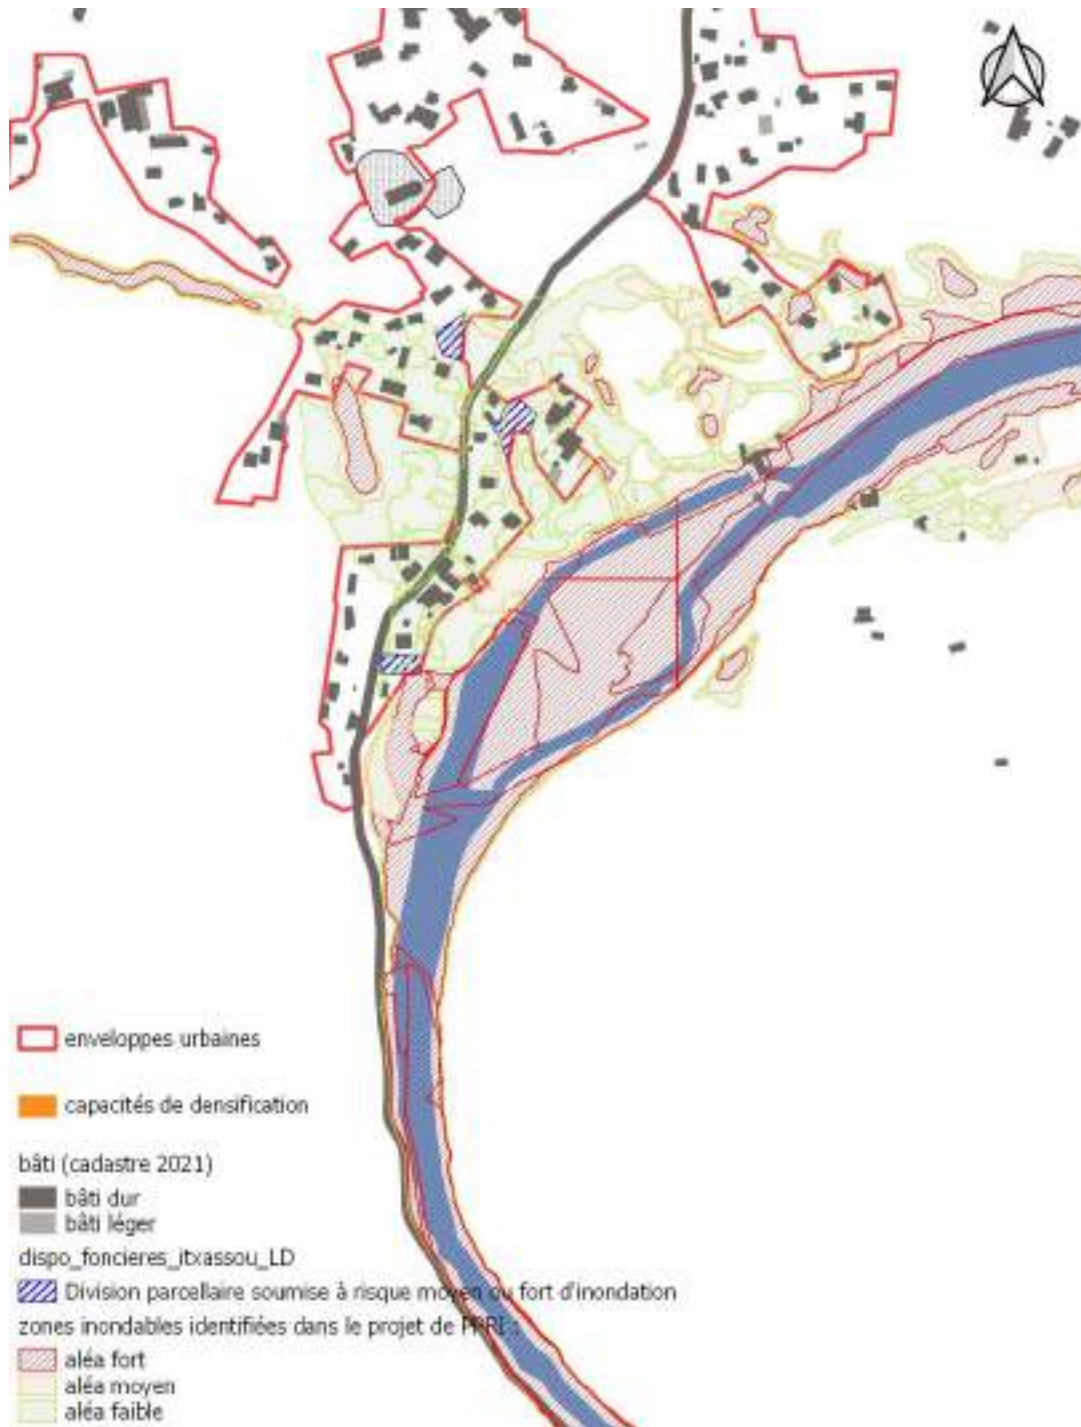 enveloppes urbaines
capacités de densification
bâti (cadastre 2021)
bâti dur
bâti léger
dispo_foncieres_itxassou_LD
Division parcellaire soumise à risque moyen ou fort d'inondation
zones inondables identifiées dans le projet de PPRI :
aléa fort
aléa moyen
aléa faible